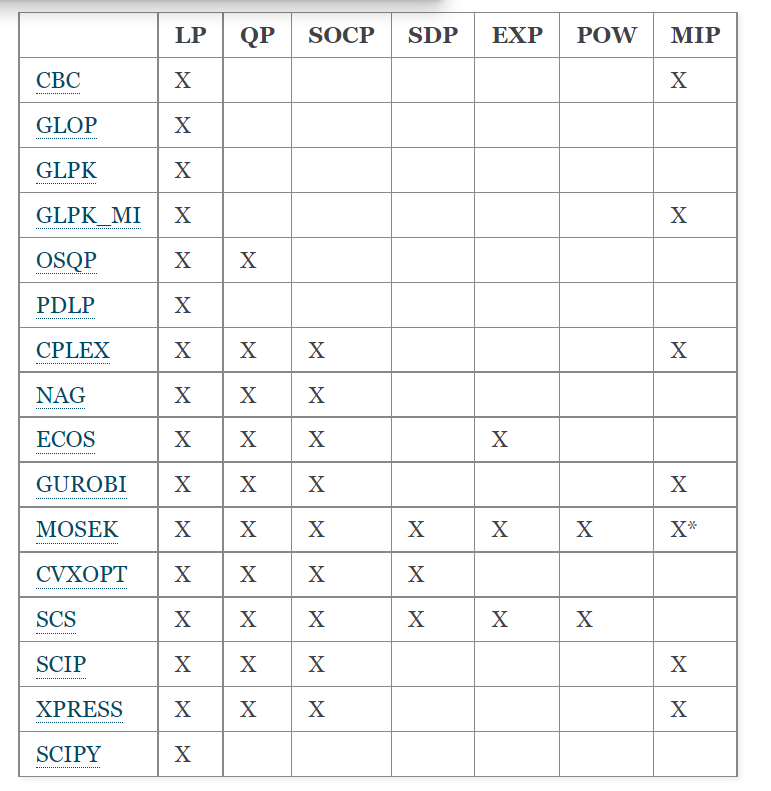 LP QP SOCP SDP EXP POW MIP
CBC X X
GLOP X
GLPK X
GLPK_MI X X
OSQP X X
PDLP X
CPLEX X X X X
NAG X X X
ECOS X X X X
GUROBI X X X X
MOSEK X X X X X X X*
CVXOPT X X X X
SCS X X X X X X
SCIP X X X X
XPRESS X X X X
SCIPY X